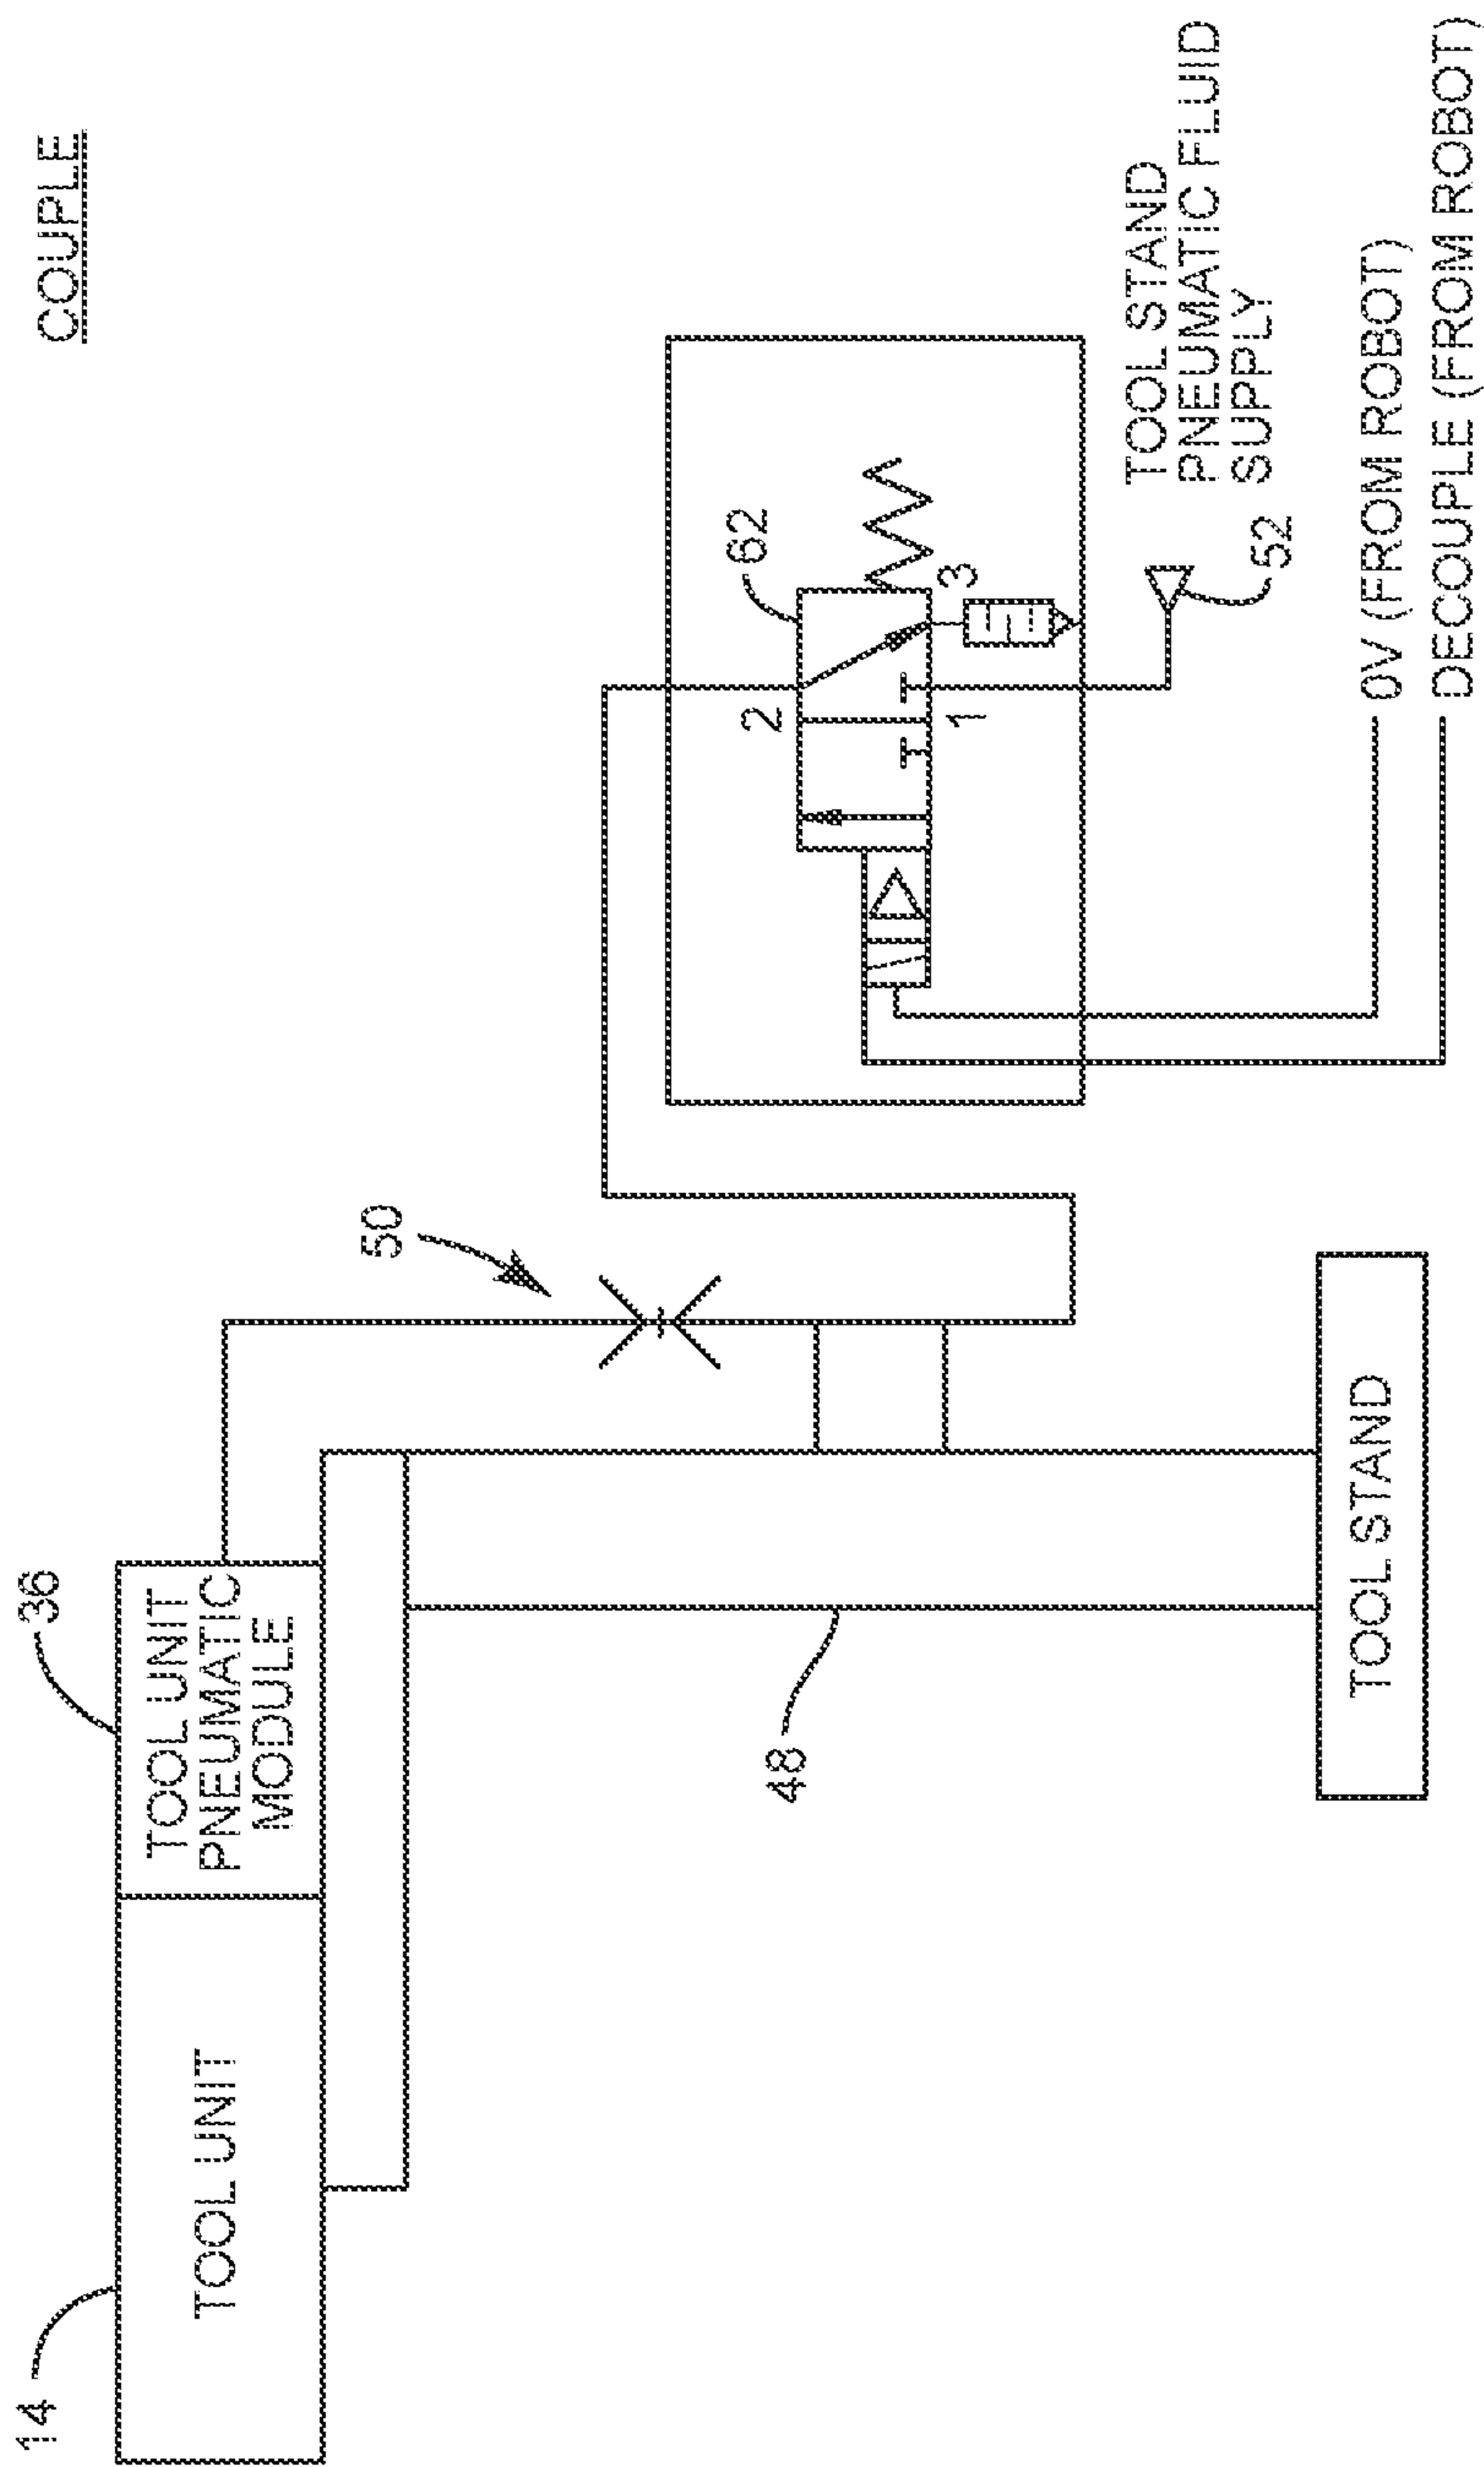 COUPLE
14
36
TOOL UNIT
TOOL UNIT
PNEUMATIC
MODULE
50
62
2
3
1
48
TOOL STAND
PNEUMATIC FLUID
SUPPLY
52
TOOL STAND
0V (FROM ROBOT)
DECOUPLE (FROM ROBOT)